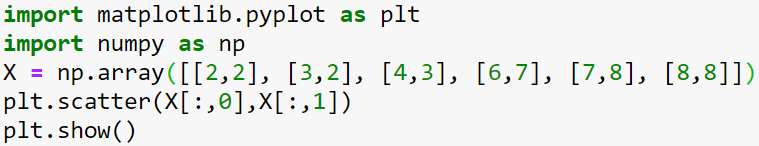 import matplotlib.pyplot as plt
import numpy as np
X = np.array([[2,2], [3,2], [4,3], [6,7], [7,8], [8,8]])
plt.scatter(X[:,0],X[:,1])
plt.show()